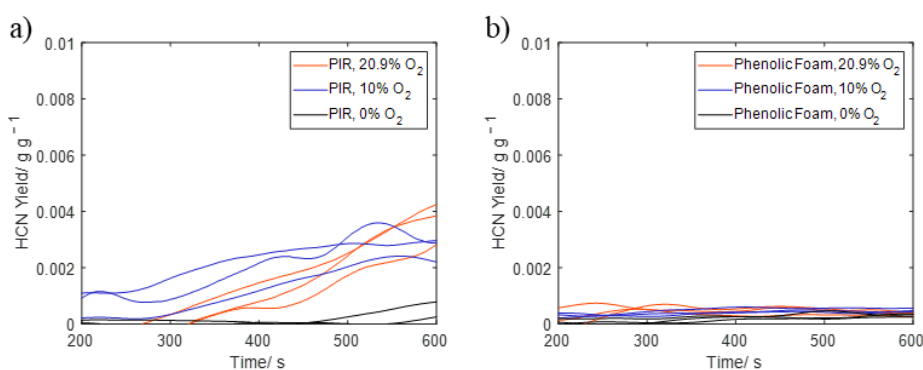 a)
0.01
0.008
0.006
0.004
0.002
0
HCN Yield/ g g⁻¹
PIR, 20.9% O₂
PIR, 10% O₂
PIR, 0% O₂
200 300 400 500 600
Time/ s
b)
0.01
0.008
0.006
0.004
0.002
0
HCN Yield/ g g⁻¹
Phenolic Foam, 20.9% O₂
Phenolic Foam, 10% O₂
Phenolic Foam, 0% O₂
200 300 400 500 600
Time/ s